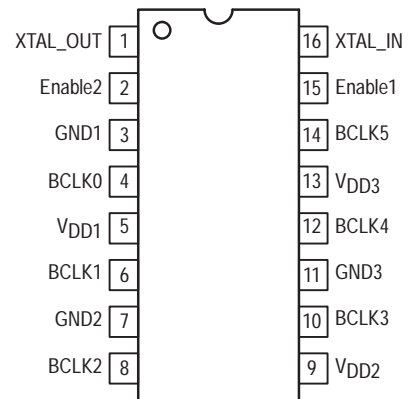 XTAL_OUT 1 16 XTAL_IN
Enable2 2 15 Enable1
GND1 3 14 BCLK5
BCLK0 4 13 VDD3
VDD1 5 12 BCLK4
BCLK1 6 11 GND3
GND2 7 10 BCLK3
BCLK2 8 9 VDD2